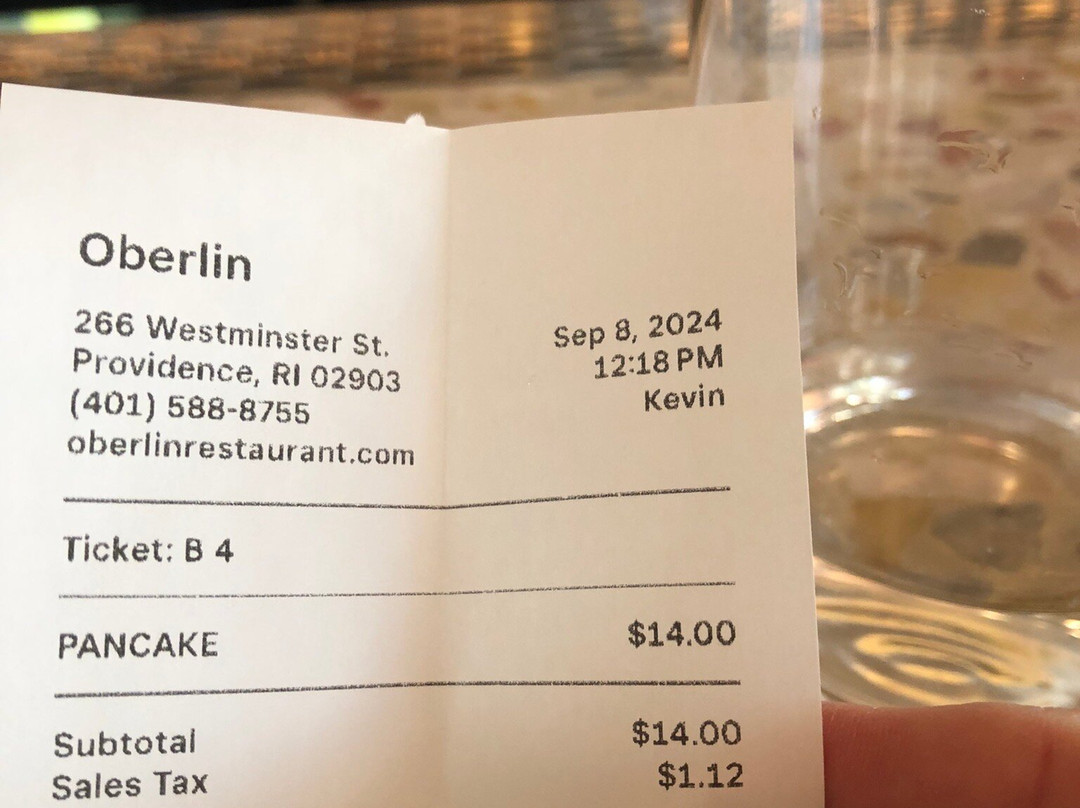 Oberlin
266 Westminster St.
Providence, RI 02903
(401) 588-8755
oberlinrestaurant.com
Sep 8, 2024
12:18 PM
Kevin
Ticket: B 4
PANCAKE $14.00
Subtotal $14.00
Sales Tax $1.12